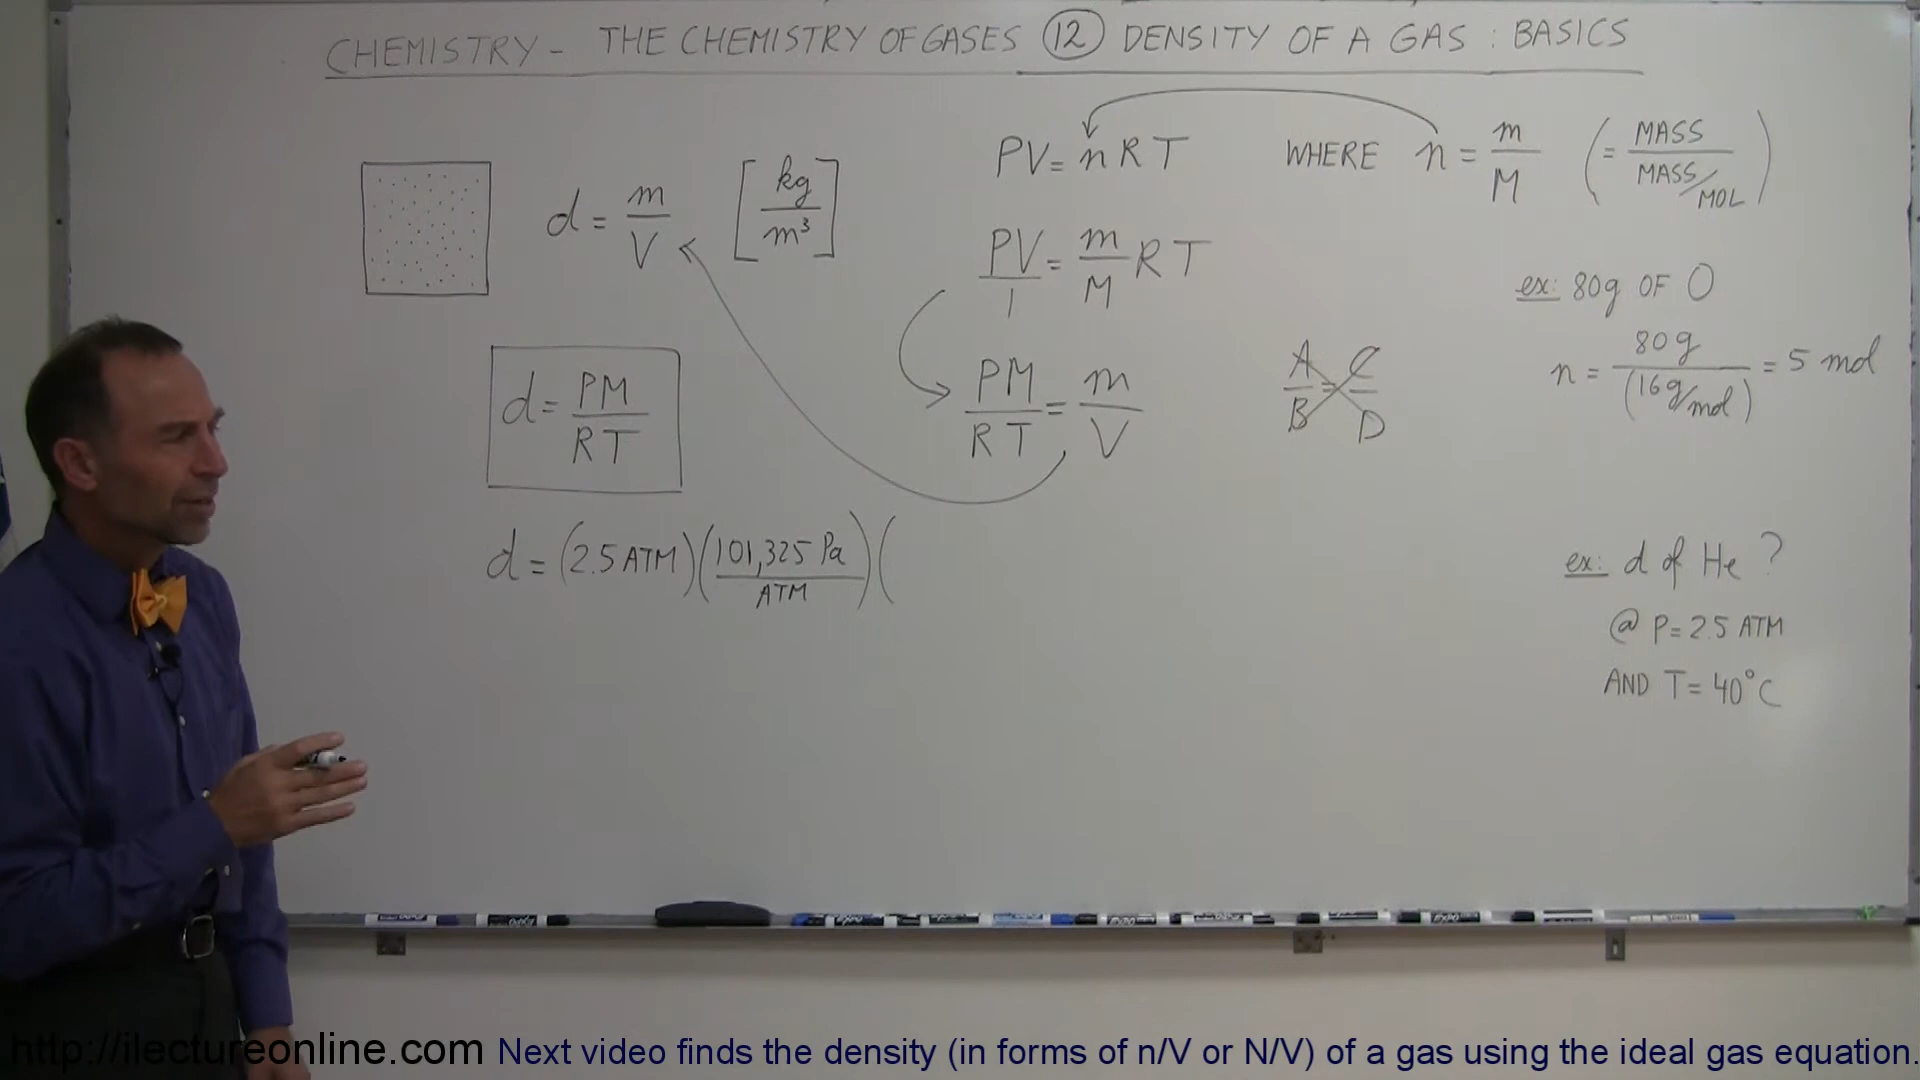 CHEMISTRY - THE CHEMISTRY OF GASES 12 DENSITY OF A GAS : BASICS
d = m/V [kg/m³]
PV = nRT WHERE n = m/M (= MASS/MASS/MOL)
PV/1 = m/M RT
ex: 80g OF O
n = 80g/(16g/mol) = 5 mol
d = PM/RT
PM/RT = m/V
A/B = C/D
d = (2.5 ATM)(101,325 Pa/ATM)(
ex: d of He ?
@ P = 2.5 ATM
AND T = 40°C
http://ilectureonline.com Next video finds the density (in forms of n/V or N/V) of a gas using the ideal gas equation.